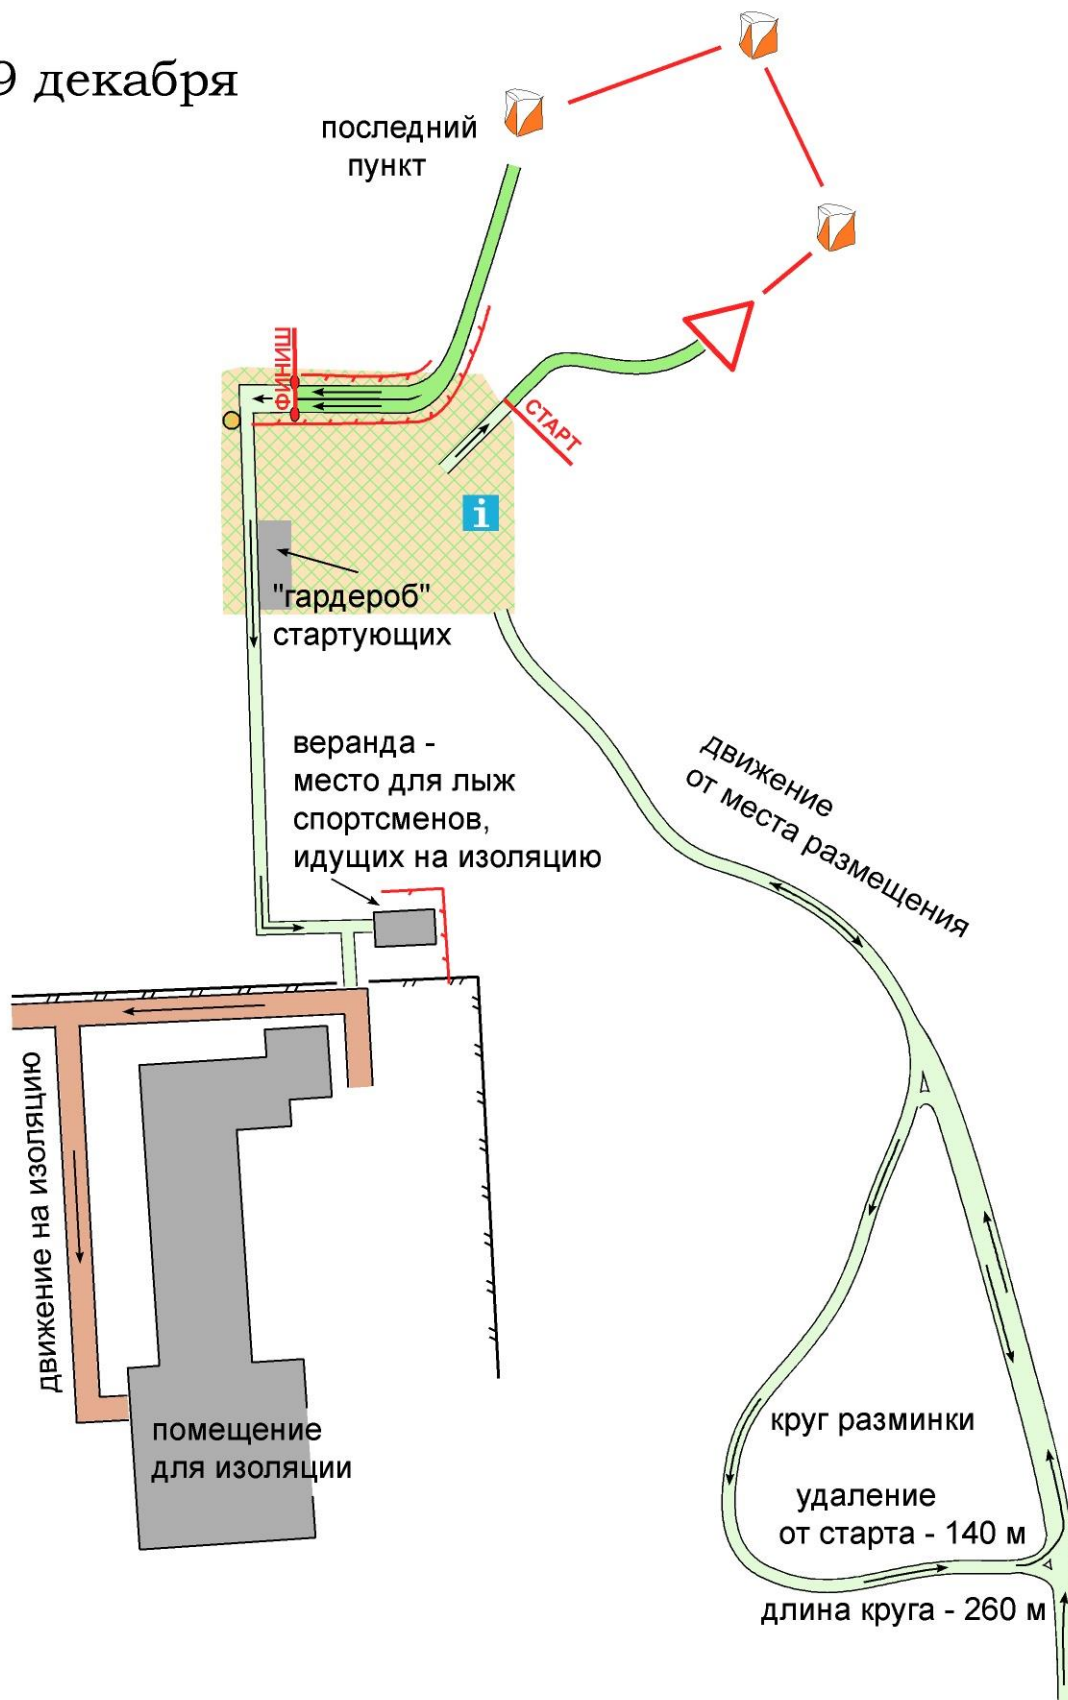 9 декабря
последний
пункт
ФИНИШ
СТАРТ
i
"гардероб"
стартующих
веранда -
место для лыж
спортсменов,
идущих на изоляцию
движение
от места размещения
движение на изоляцию
помещение
для изоляции
круг разминки
удаление
от старта - 140 м
длина круга - 260 м